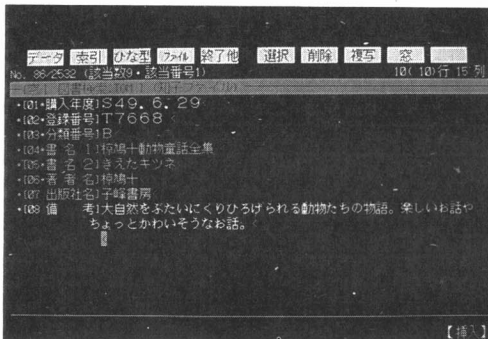 データ 索引 ひな型 ファイル 終了他 選択 削除 複写 窓
No. 86/2532 (該当数9・該当番号1) 10( 10)行 15 列
・[01・購入年度]S49.6.29
・[02・登録番号]T7668
・[03・分類番号]B
・[04・書 名 1]椋鳩十動物童話全集
・[05・書 名 2]きえたキツネ
・[06・著 者 名]椋鳩十
・[07 出版社名]子峰書房
・[08 備 考]大自然をぶたいにくりひろげられる動物たちの物語。楽しいお話や
ちょっとかわいそうなお話。
【挿入】